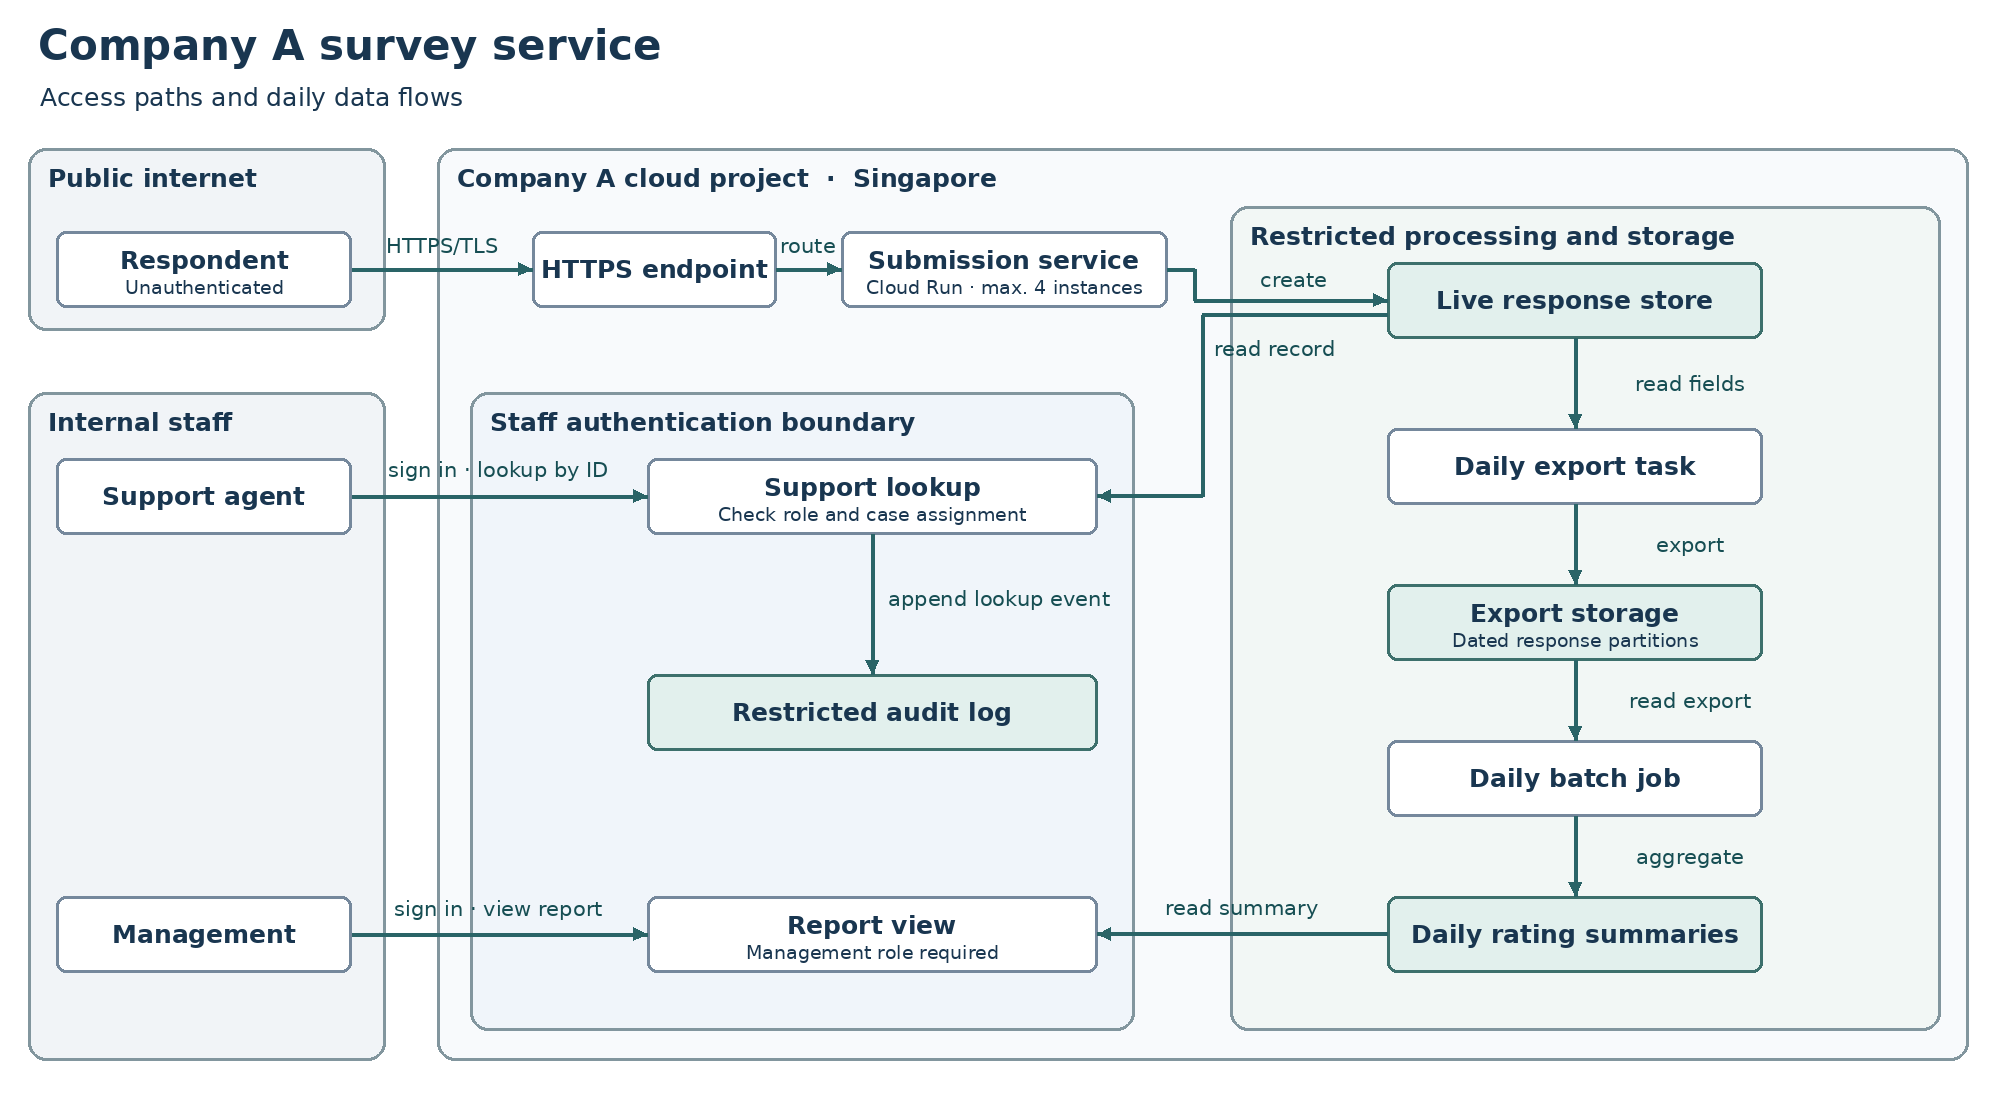 Company A survey service
Access paths and daily data flows
Public internet
Respondent
Unauthenticated
HTTPS/TLS
Company A cloud project · Singapore
HTTPS endpoint
route
Submission service
Cloud Run · max. 4 instances
create
read record
Restricted processing and storage
Live response store
read fields
Daily export task
export
Export storage
Dated response partitions
read export
Daily batch job
aggregate
Daily rating summaries
read summary
Internal staff
Support agent
sign in · lookup by ID
Staff authentication boundary
Support lookup
Check role and case assignment
append lookup event
Restricted audit log
Management
sign in · view report
Report view
Management role required